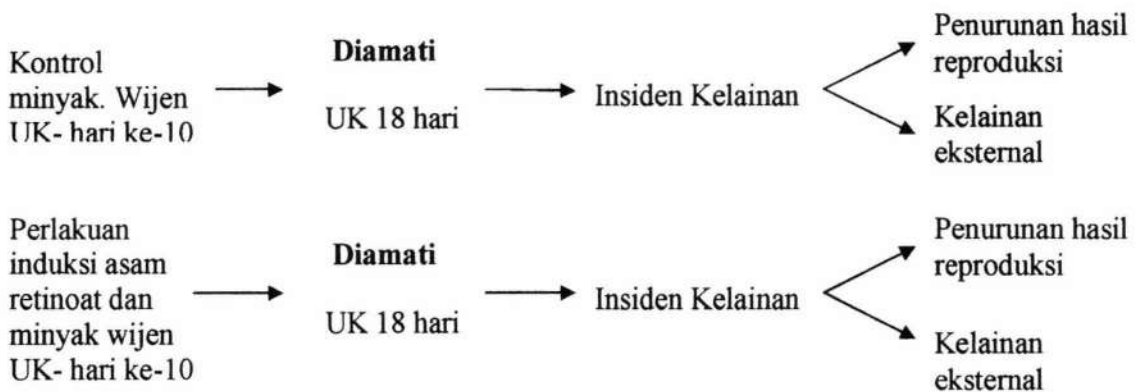 Kontrol
minyak. Wijen
UK- hari ke-10
Diamati
UK 18 hari
Insiden Kelainan
Penurunan hasil
reproduksi
Kelainan
eksternal
Perlakuan
induksi asam
retinoat dan
minyak wijen
UK- hari ke-10
Diamati
UK 18 hari
Insiden Kelainan
Penurunan hasil
reproduksi
Kelainan
eksternal